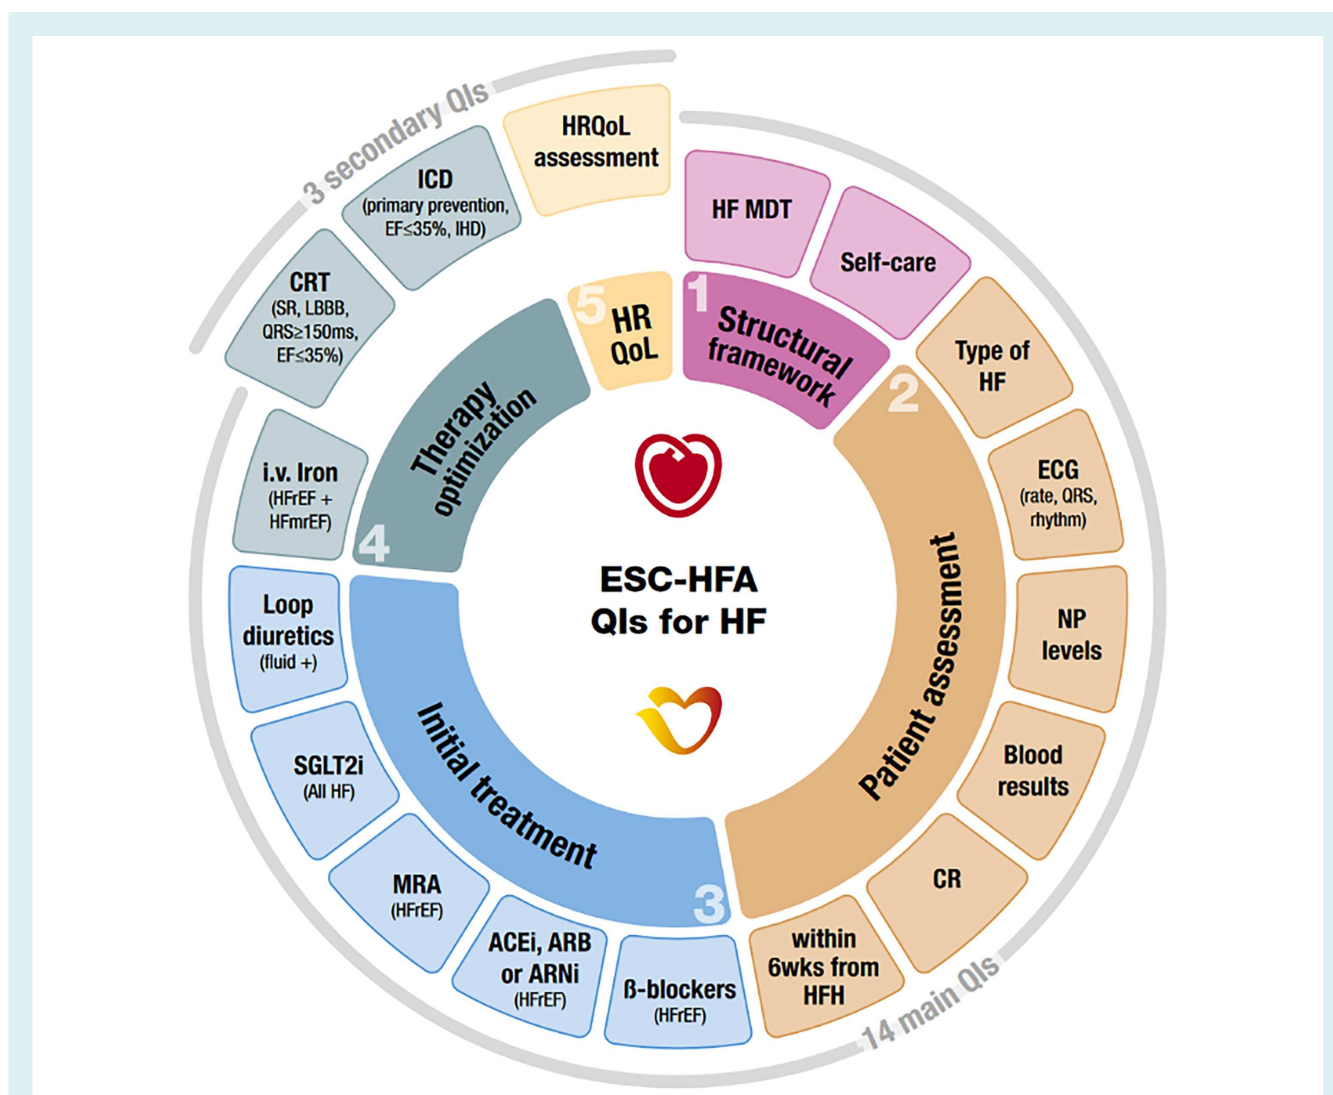 3 secondary QIs
HRQoL
assessment
ICD
(primary prevention,
EF≤35%, IHD)
CRT
(SR, LBBB,
QRS≥150ms,
EF≤35%)
HF MDT
Self-care
Type of
HF
ECG
(rate, QRS,
rhythm)
NP
levels
Blood
results
CR
within
6wks from
HFH
14 main QIs
ß-blockers
(HFrEF)
ACEi, ARB
or ARNi
(HFrEF)
MRA
(HFrEF)
SGLT2i
(All HF)
Loop
diuretics
(fluid +)
i.v. Iron
(HFrEF +
HFmrEF)
1
Structural
framework
2
Patient assessment
3
Initial treatment
4
Therapy
optimization
5
HR
QoL
ESC-HFA
QIs for HF